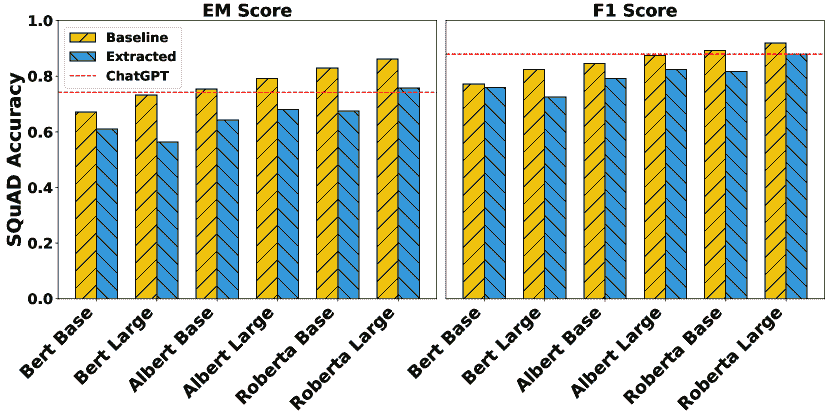 EM Score
F1 Score
SQuAD Accuracy
1.0
0.8
0.6
0.4
0.2
0.0
Baseline
Extracted
ChatGPT
Bert Base
Bert Large
Albert Base
Albert Large
Roberta Base
Roberta Large
Bert Base
Bert Large
Albert Base
Albert Large
Roberta Base
Roberta Large